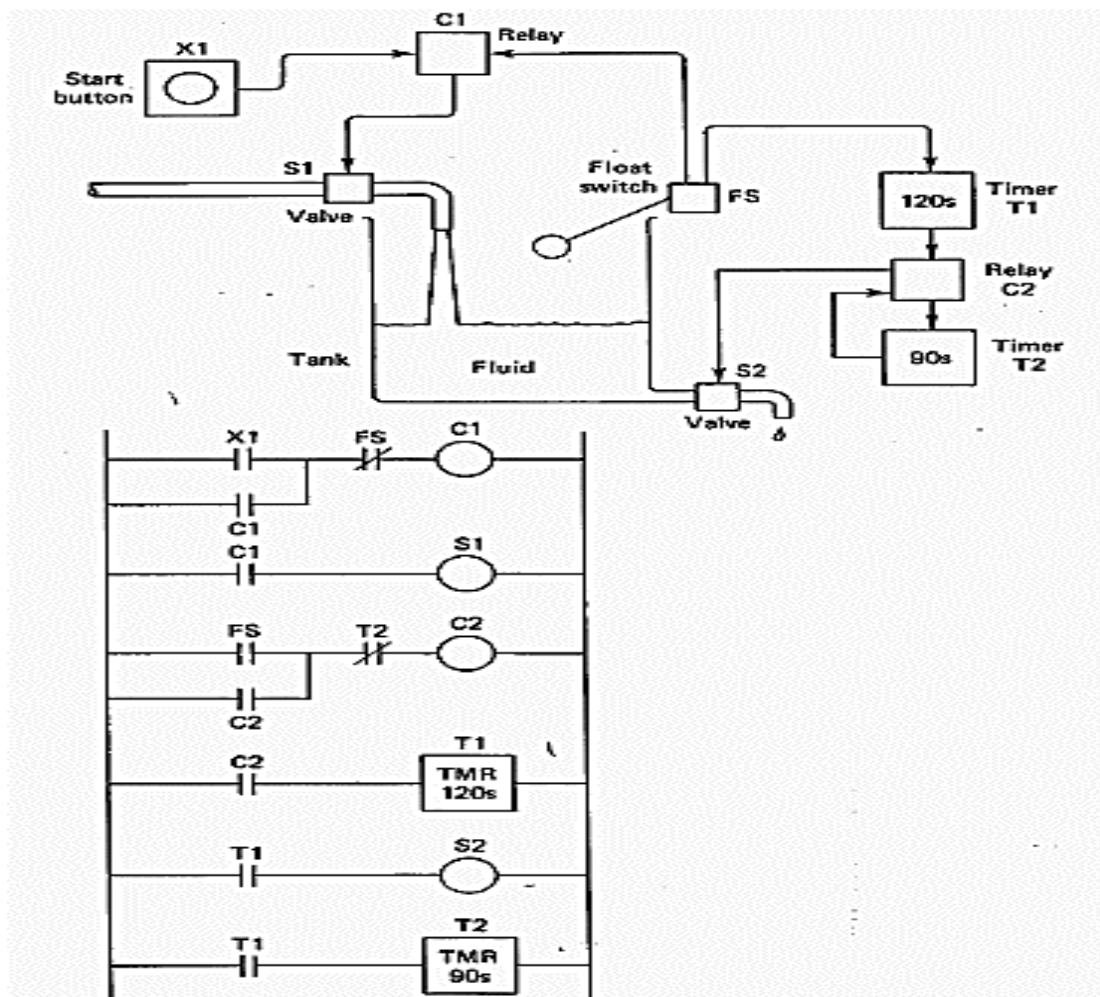 C1
Relay
X1
Start
button
S1
Valve
Float
switch
FS
120s
Timer
T1
Relay
C2
90s
Timer
T2
Tank
Fluid
S2
Valve
X1
FS
C1
C1
C1
S1
FS
T2
C2
C2
C2
T1
TMR
120s
T1
S2
T1
T2
TMR
90s